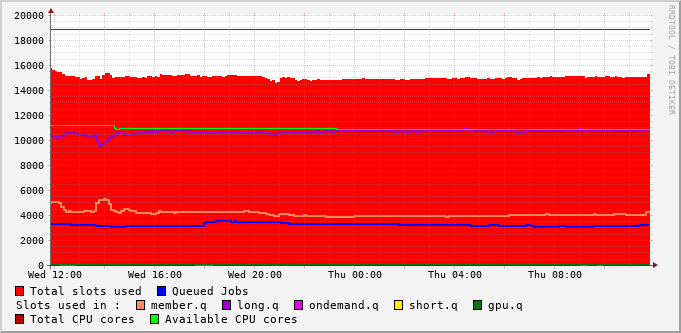 RRDTOOL / TOBI OETIKER
20000
18000
16000
14000
12000
10000
8000
6000
4000
2000
0
Wed 12:00 Wed 16:00 Wed 20:00 Thu 00:00 Thu 04:00 Thu 08:00
Total slots used Queued Jobs
Slots used in : member.q long.q ondemand.q short.q gpu.q
Total CPU cores Available CPU cores